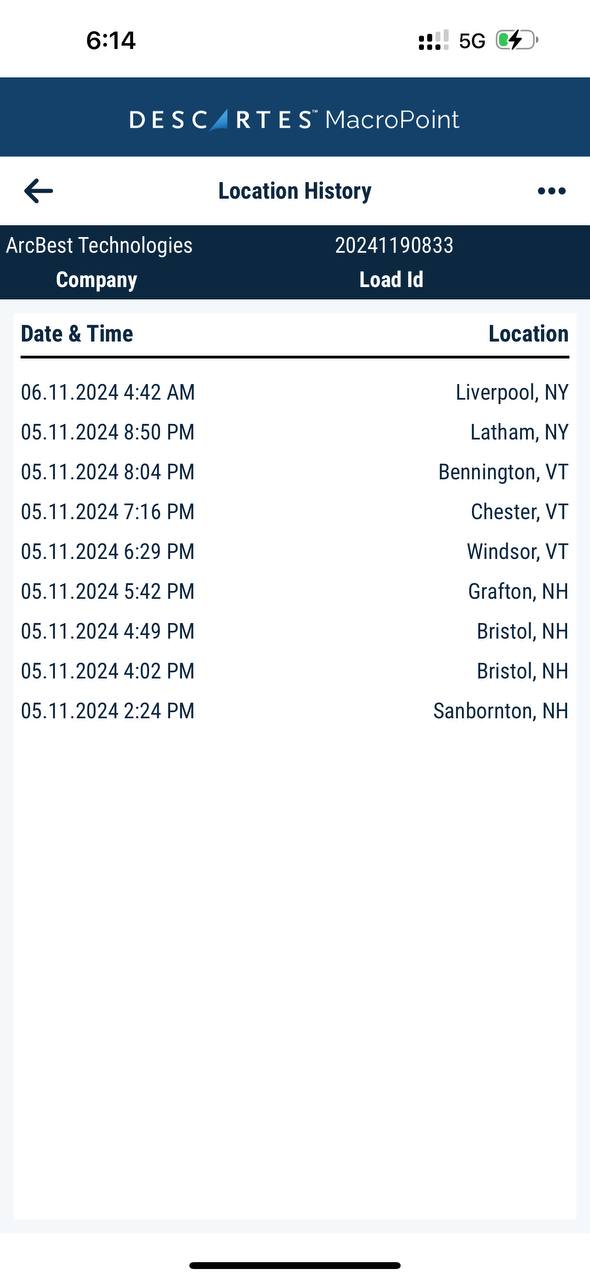 6:14 5G
DESCARTES™ MacroPoint
Location History
ArcBest Technologies 20241190833
Company Load Id
Date & Time Location
06.11.2024 4:42 AM Liverpool, NY
05.11.2024 8:50 PM Latham, NY
05.11.2024 8:04 PM Bennington, VT
05.11.2024 7:16 PM Chester, VT
05.11.2024 6:29 PM Windsor, VT
05.11.2024 5:42 PM Grafton, NH
05.11.2024 4:49 PM Bristol, NH
05.11.2024 4:02 PM Bristol, NH
05.11.2024 2:24 PM Sanbornton, NH